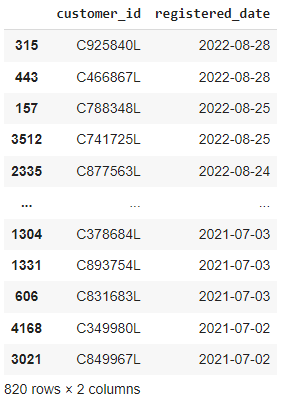 customer_id registered_date
315 C925840L 2022-08-28
443 C466867L 2022-08-28
157 C788348L 2022-08-25
3512 C741725L 2022-08-25
2335 C877563L 2022-08-24
... ... ...
1304 C378684L 2021-07-03
1331 C893754L 2021-07-03
606 C831683L 2021-07-03
4168 C349980L 2021-07-02
3021 C849967L 2021-07-02
820 rows × 2 columns